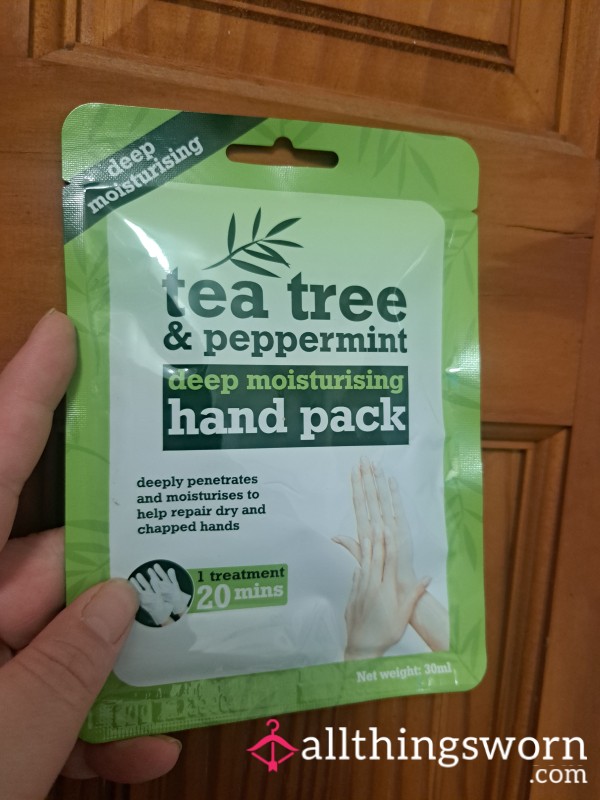 deep
moisturising
tea tree
& peppermint
deep moisturising
hand pack
deeply penetrates
and moisturises to
help repair dry and
chapped hands
1 treatment
20 mins
Net weight: 30ml
allthingsworn
.com